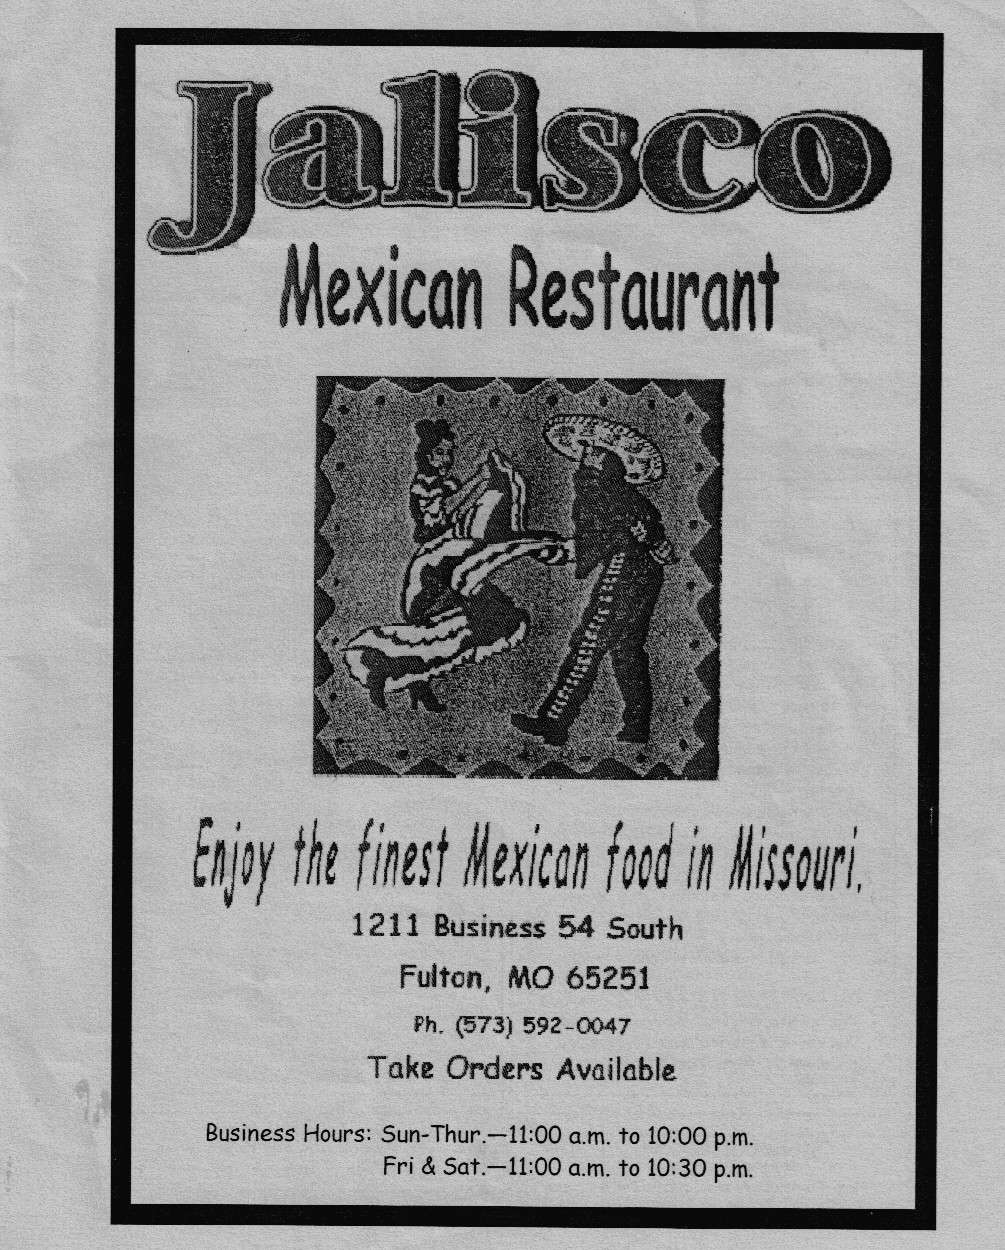 Jalisco
Mexican Restaurant
Enjoy the finest Mexican food in Missouri.
1211 Business 54 South
Fulton, MO 65251
Ph. (573) 592-0047
Take Orders Available
Business Hours: Sun-Thur.—11:00 a.m. to 10:00 p.m.
Fri & Sat.—11:00 a.m. to 10:30 p.m.